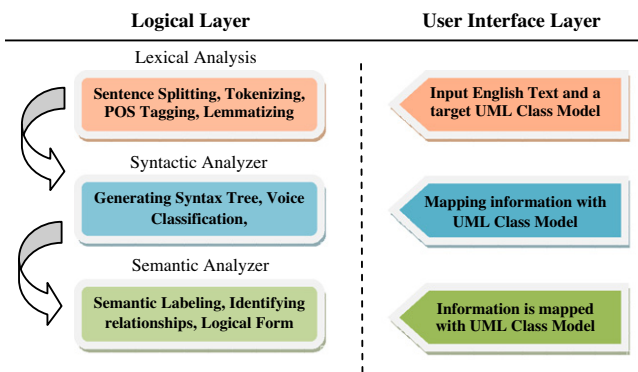 Logical Layer
User Interface Layer
Lexical Analysis
Sentence Splitting, Tokenizing,
POS Tagging, Lemmatizing
Input English Text and a
target UML Class Model
Syntactic Analyzer
Generating Syntax Tree, Voice
Classification,
Mapping information with
UML Class Model
Semantic Analyzer
Semantic Labeling, Identifying
relationships, Logical Form
Information is mapped
with UML Class Model